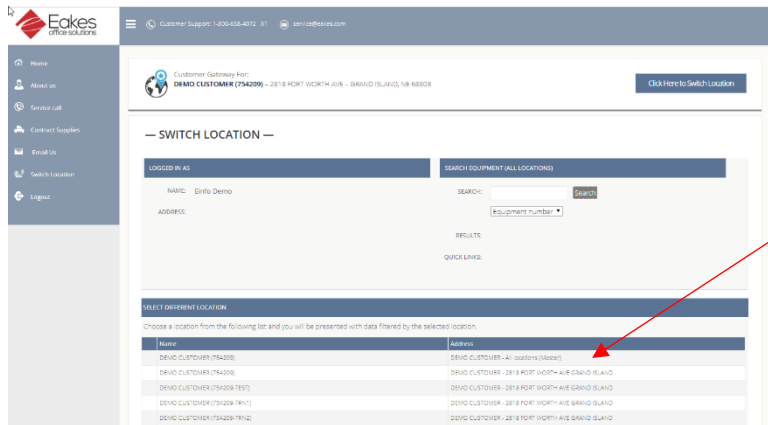 Eakes
office solutions
Customer Support: 1-800-658-4072 X1 service@eakes.com
Home
About us
Service call
Contract Supplies
Email Us
Switch Location
Logout
Customer Gateway For:
DEMO CUSTOMER (754209) - 2818 FORT WORTH AVE - GRAND ISLAND, NE 68803
Click Here to Switch Location
— SWITCH LOCATION —
LOGGED IN AS
NAME: Einfo Demo
ADDRESS:
SEARCH EQUIPMENT (ALL LOCATIONS)
SEARCH: Search
Equipment number
RESULTS:
QUICK LINKS:
SELECT DIFFERENT LOCATION
Choose a location from the following list and you will be presented with data filtered by the selected location.
Name Address
DEMO CUSTOMER (754209) DEMO CUSTOMER - All locations (Master)
DEMO CUSTOMER (754209) DEMO CUSTOMER - 2818 FORT WORTH AVE GRAND ISLAND
DEMO CUSTOMER (754209-TEST) DEMO CUSTOMER - 2818 FORT WORTH AVE GRAND ISLAND
DEMO CUSTOMER (754209-TRN1) DEMO CUSTOMER - 2818 FORT WORTH AVE GRAND ISLAND
DEMO CUSTOMER (754209-TRN2) DEMO CUSTOMER - 2818 FORT WORTH AVE GRAND ISLAND